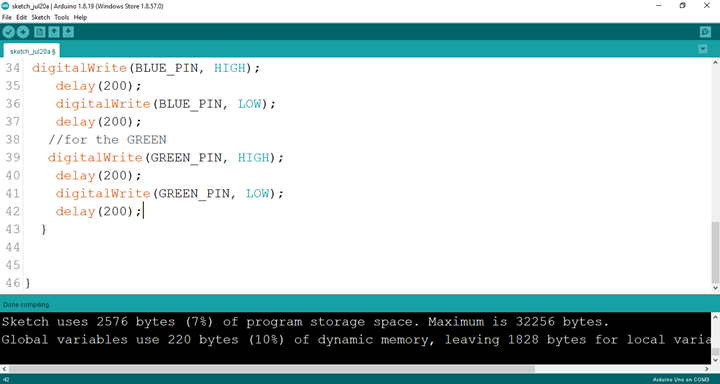 sketch_jul20a | Arduino 1.8.19 (Windows Store 1.8.57.0)
File Edit Sketch Tools Help
sketch_jul20a §
34 digitalWrite(BLUE_PIN, HIGH);
35 delay(200);
36 digitalWrite(BLUE_PIN, LOW);
37 delay(200);
38 //for the GREEN
39 digitalWrite(GREEN_PIN, HIGH);
40 delay(200);
41 digitalWrite(GREEN_PIN, LOW);
42 delay(200);
43 }
44
45
46 }
Done compiling.
Sketch uses 2576 bytes (7%) of program storage space. Maximum is 32256 bytes.
Global variables use 220 bytes (10%) of dynamic memory, leaving 1828 bytes for local varia
42 Arduino Uno on COM3